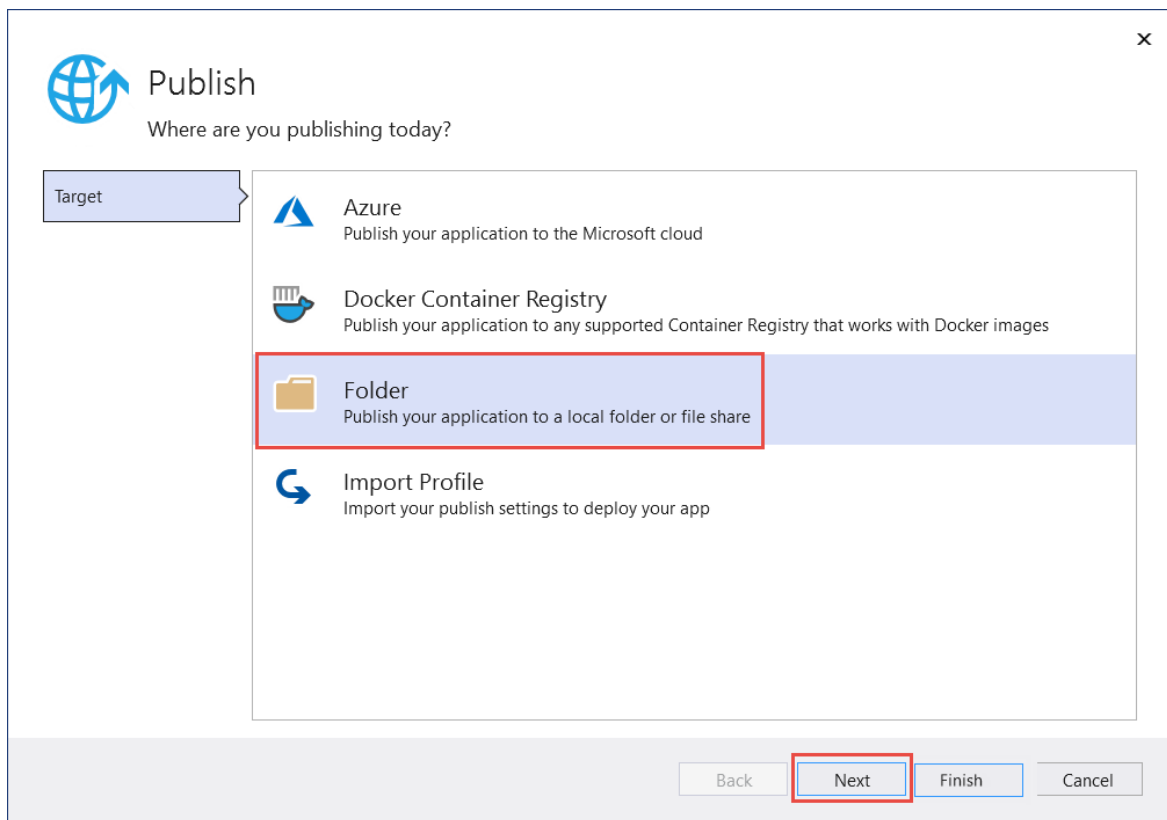 Publish
Where are you publishing today?
Target
Azure
Publish your application to the Microsoft cloud
Docker Container Registry
Publish your application to any supported Container Registry that works with Docker images
Folder
Publish your application to a local folder or file share
Import Profile
Import your publish settings to deploy your app
Back
Next
Finish
Cancel